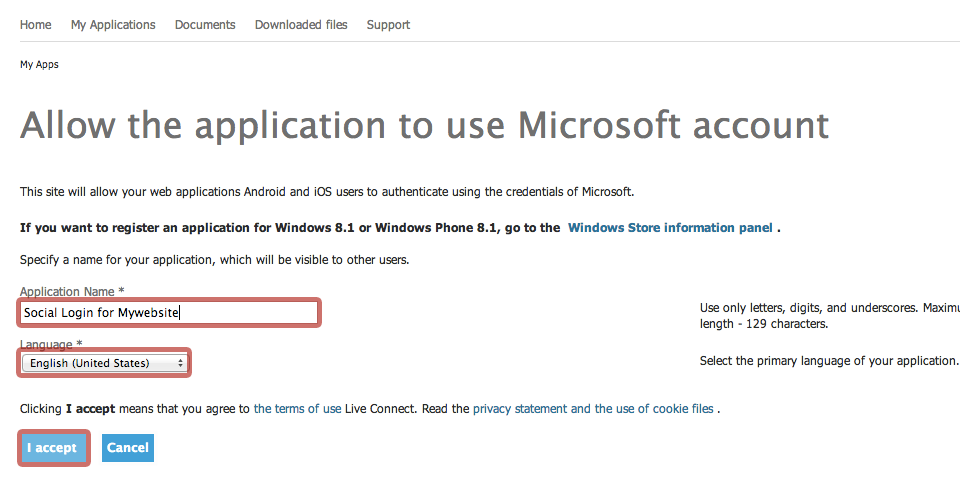 Home My Applications Documents Downloaded files Support
My Apps
Allow the application to use Microsoft account
This site will allow your web applications Android and iOS users to authenticate using the credentials of Microsoft.
If you want to register an application for Windows 8.1 or Windows Phone 8.1, go to the Windows Store information panel .
Specify a name for your application, which will be visible to other users.
Application Name *
Social Login for Mywebsite
Use only letters, digits, and underscores. Maximu
length - 129 characters.
Language *
English (United States)
Select the primary language of your application.
Clicking I accept means that you agree to the terms of use Live Connect. Read the privacy statement and the use of cookie files .
I accept Cancel